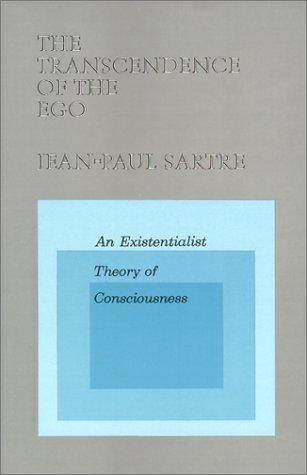 THE
TRANSCENDENCE
OF THE
EGO
JEAN-PAUL SARTRE
An Existentialist
Theory of
Consciousness